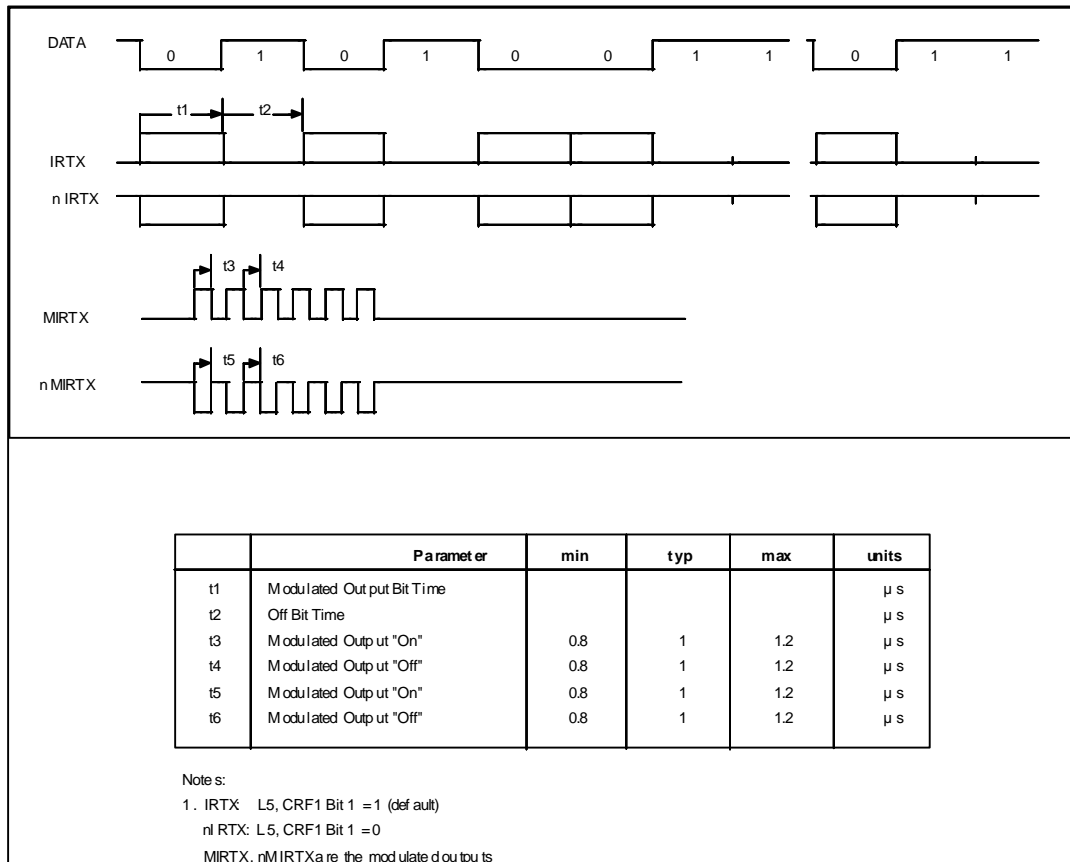 DATA 0 1 0 1 0 0 1 1 0 1 1
t1 t2
IRTX
n IRTX
t3 t4
MIRTX
t5 t6
nMIRTX
Parameter min typ max units
t1 Modulated Output Bit Time µs
t2 Off Bit Time µs
t3 Modulated Output "On" 0.8 1 1.2 µs
t4 Modulated Output "Off" 0.8 1 1.2 µs
t5 Modulated Output "On" 0.8 1 1.2 µs
t6 Modulated Output "Off" 0.8 1 1.2 µs
Notes:
1. IRTX: L5, CRF1 Bit 1 = 1 (default)
nIRTX: L5, CRF1 Bit 1 = 0
MIRTX, nMIRTX are the modulated outputs